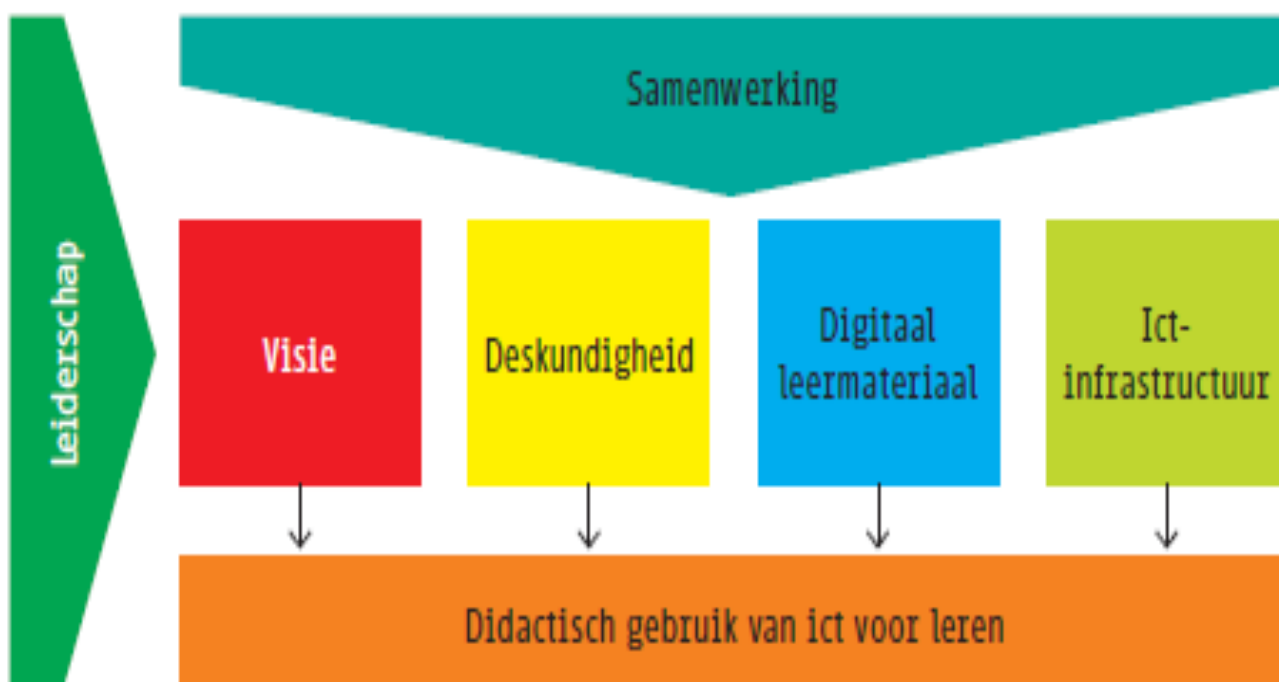 Samenwerking
Leiderschap
Visie
Deskundigheid
Digitaal
leermateriaal
Ict-
infrastructuur
Didactisch gebruik van ict voor leren